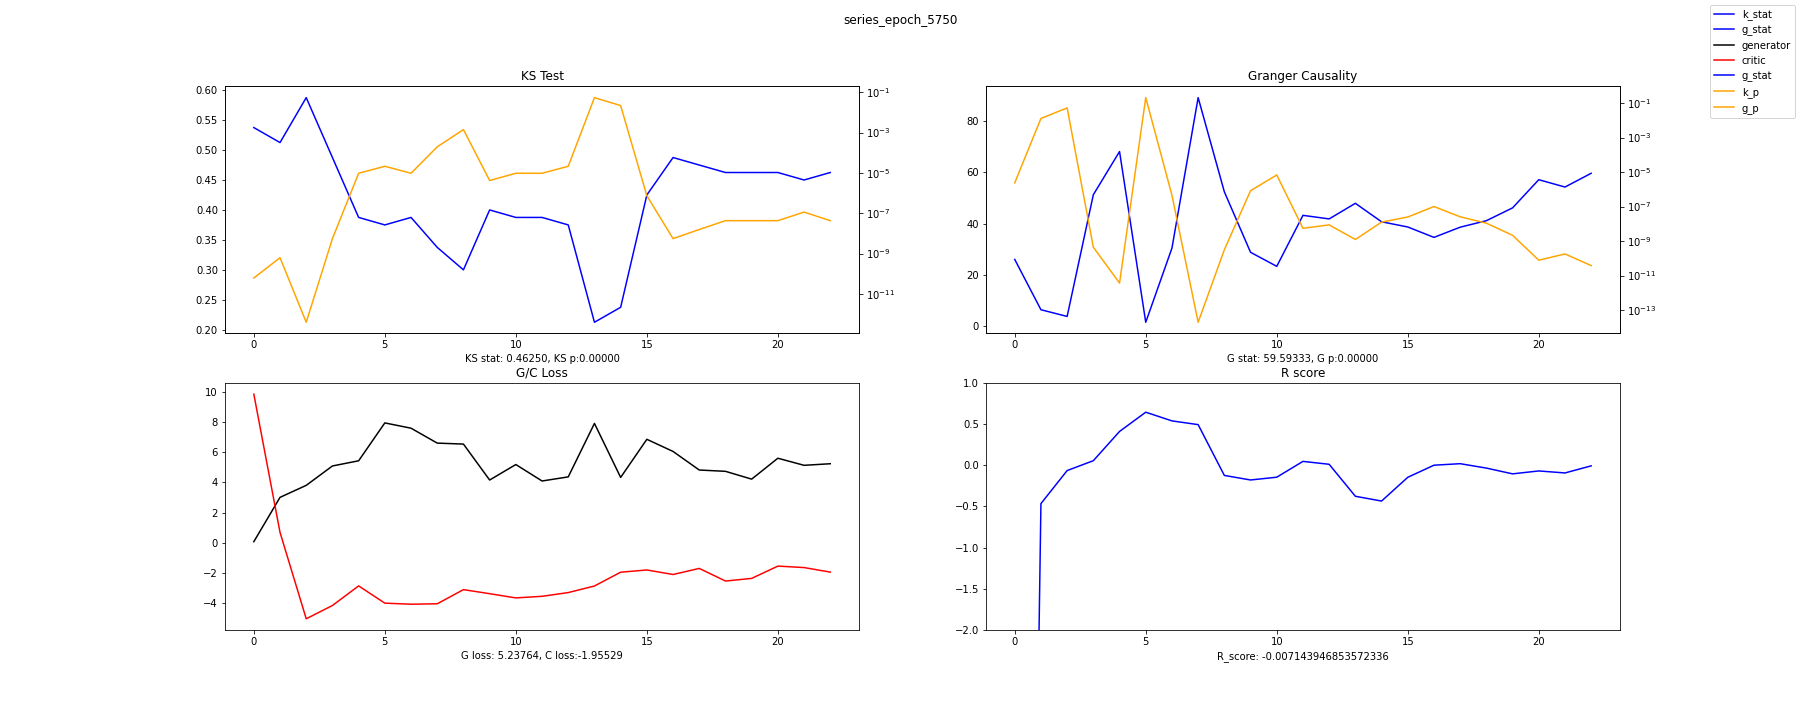 series_epoch_5750
k_stat
g_stat
generator
critic
g_stat
k_p
g_p
KS Test
0.60
0.55
0.50
0.45
0.40
0.35
0.30
0.25
0.20
10⁻¹
10⁻³
10⁻⁵
10⁻⁷
10⁻⁹
10⁻¹¹
0 5 10 15 20
KS stat: 0.46250, KS p:0.00000
Granger Causality
80
60
40
20
0
10⁻¹
10⁻³
10⁻⁵
10⁻⁷
10⁻⁹
10⁻¹¹
10⁻¹³
0 5 10 15 20
G stat: 59.59333, G p:0.00000
G/C Loss
10
8
6
4
2
0
−2
−4
0 5 10 15 20
G loss: 5.23764, C loss:-1.95529
R score
1.0
0.5
0.0
−0.5
−1.0
−1.5
−2.0
0 5 10 15 20
R_score: -0.007143946853572336